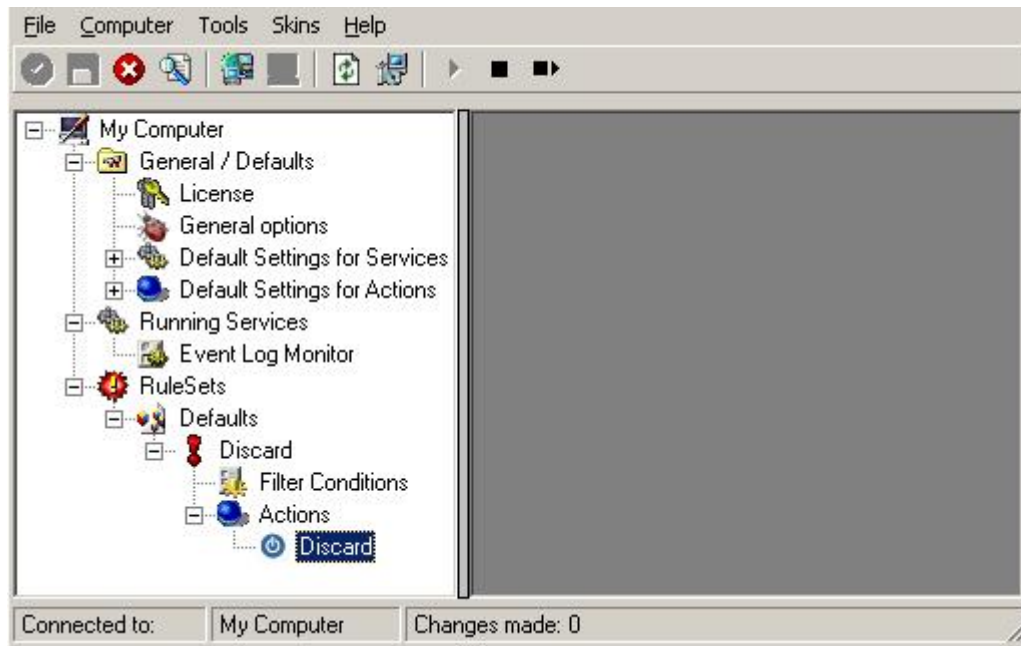 File Computer Tools Skins Help
My Computer
General / Defaults
License
General options
Default Settings for Services
Default Settings for Actions
Running Services
Event Log Monitor
RuleSets
Defaults
Discard
Filter Conditions
Actions
Discard
Connected to: My Computer Changes made: 0